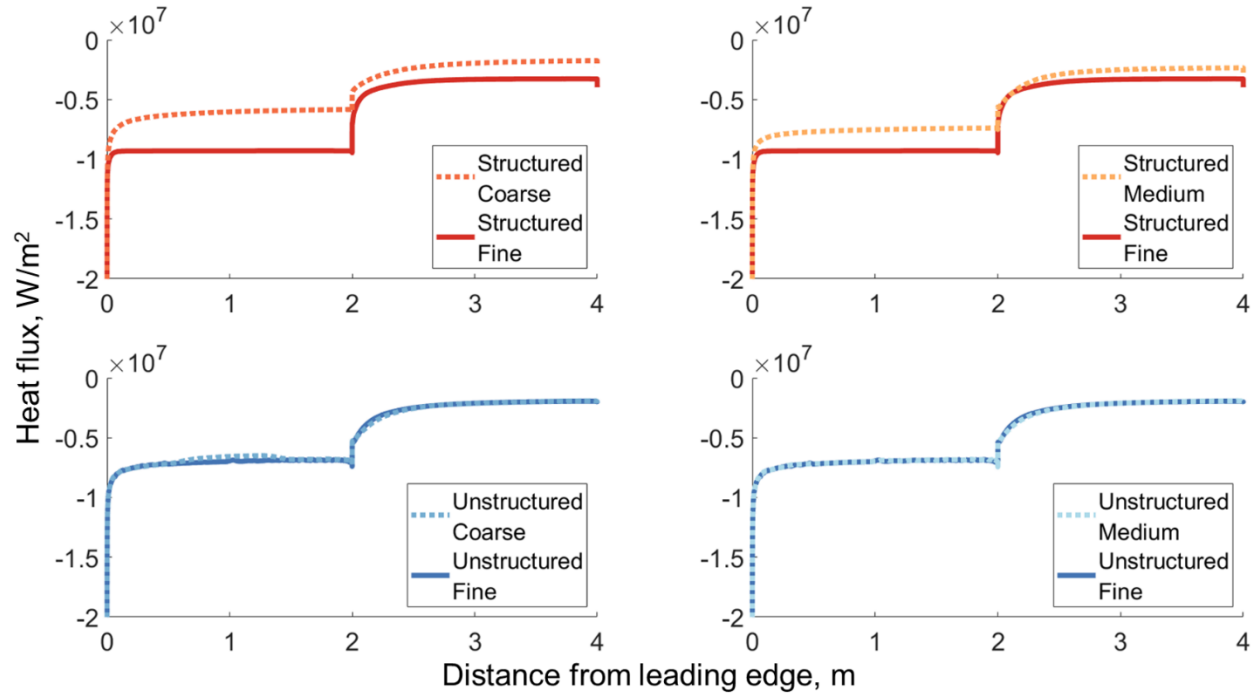 ×10⁷
0
-0.5
-1
-1.5
-2
0
1
2
3
4
Structured
Coarse
Structured
Fine
×10⁷
0
-0.5
-1
-1.5
-2
0
1
2
3
4
Structured
Medium
Structured
Fine
Heat flux, W/m²
×10⁷
0
-0.5
-1
-1.5
-2
0
1
2
3
4
Unstructured
Coarse
Unstructured
Fine
×10⁷
0
-0.5
-1
-1.5
-2
0
1
2
3
4
Unstructured
Medium
Unstructured
Fine
Distance from leading edge, m